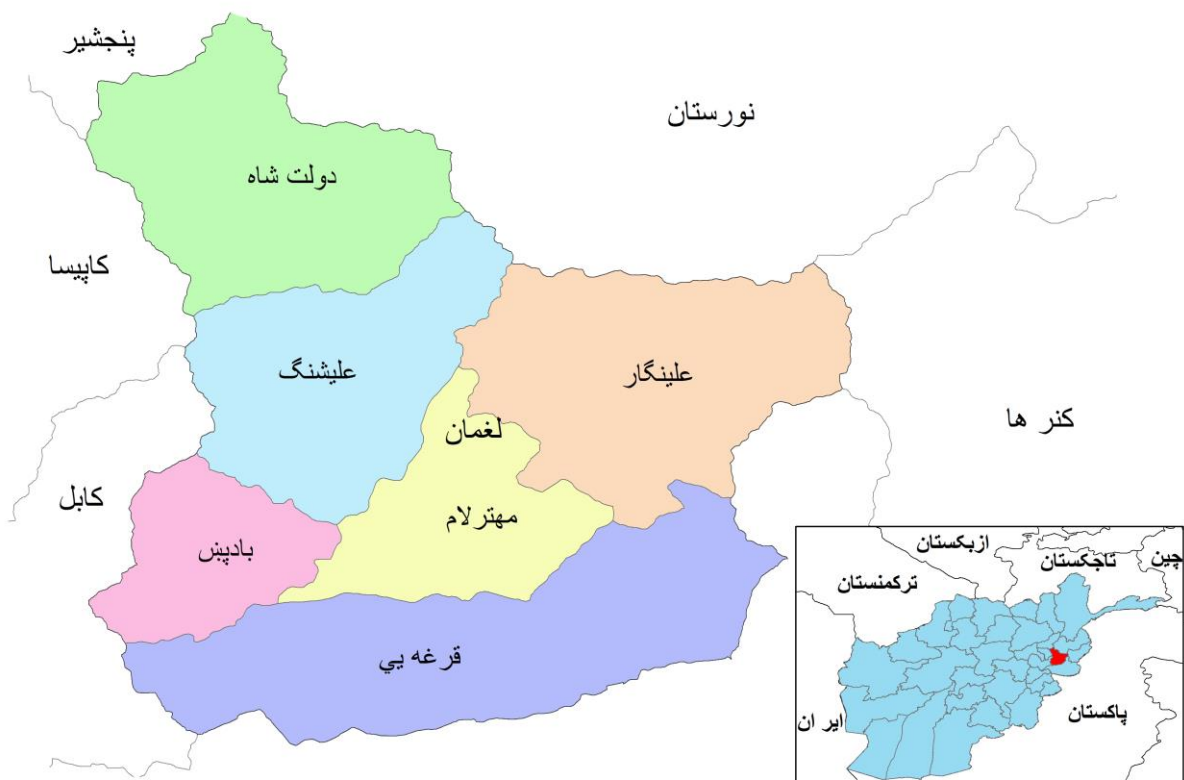 پنجشیر
نورستان
دولت شاه
کاپیسا
علیشنگ
علینگار
کنر ها
لغمان
کابل
مهترلام
بادپښ
قرغه يي
ازبکستان
تاجکستان
چین
ترکمنستان
ایر ان
پاکستان